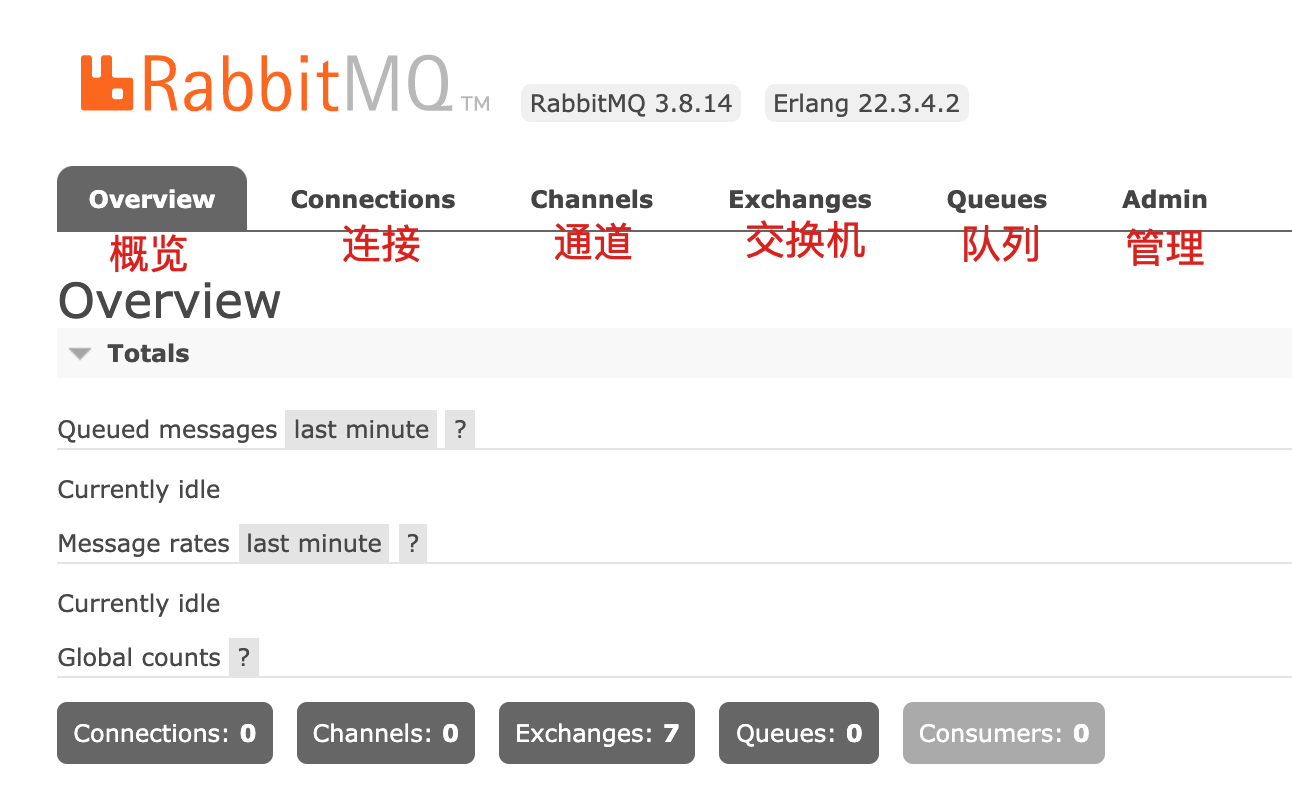 RabbitMQ TM RabbitMQ 3.8.14 Erlang 22.3.4.2
Overview Connections Channels Exchanges Queues Admin
概览 连接 通道 交换机 队列 管理
Overview
Totals
Queued messages last minute ?
Currently idle
Message rates last minute ?
Currently idle
Global counts ?
Connections: 0 Channels: 0 Exchanges: 7 Queues: 0 Consumers: 0